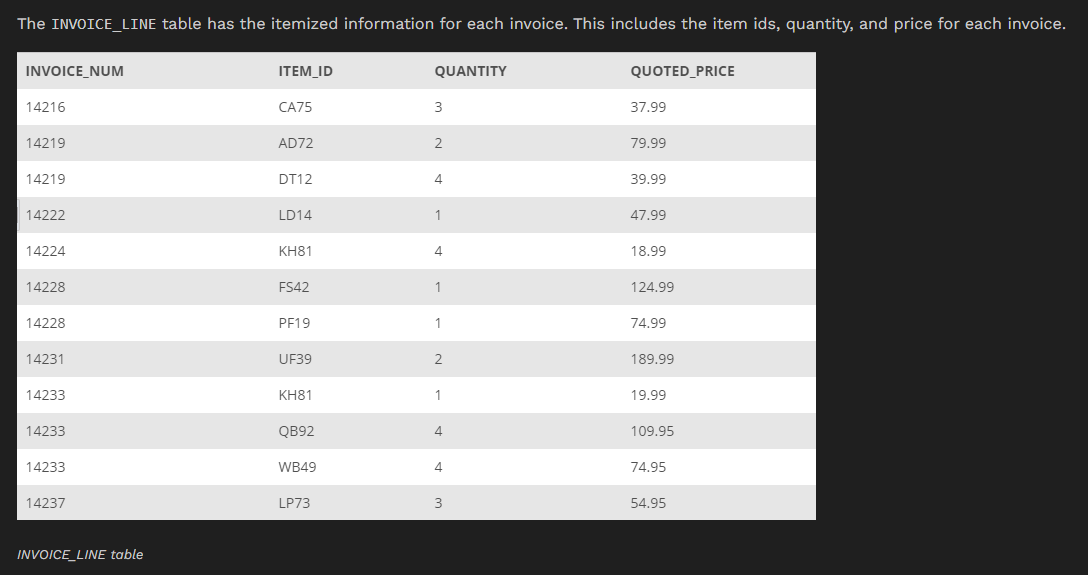 The INVOICE_LINE table has the itemized information for each invoice. This includes the item ids, quantity, and price for each invoice.
INVOICE_NUM ITEM_ID QUANTITY QUOTED_PRICE
14216 CA75 3 37.99
14219 AD72 2 79.99
14219 DT12 4 39.99
14222 LD14 1 47.99
14224 KH81 4 18.99
14228 FS42 1 124.99
14228 PF19 1 74.99
14231 UF39 2 189.99
14233 KH81 1 19.99
14233 QB92 4 109.95
14233 WB49 4 74.95
14237 LP73 3 54.95
INVOICE_LINE table